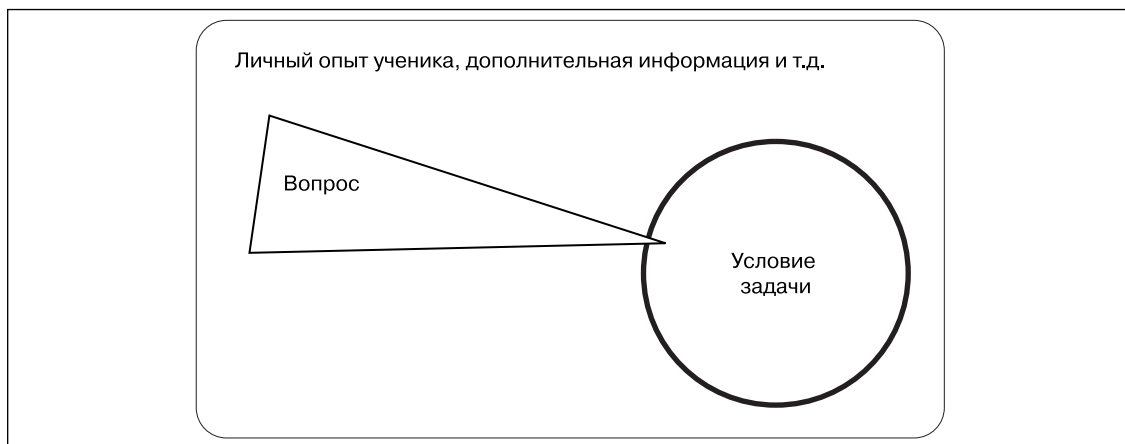 Личный опыт ученика, дополнительная информация и т.д.
Вопрос
Условие
задачи